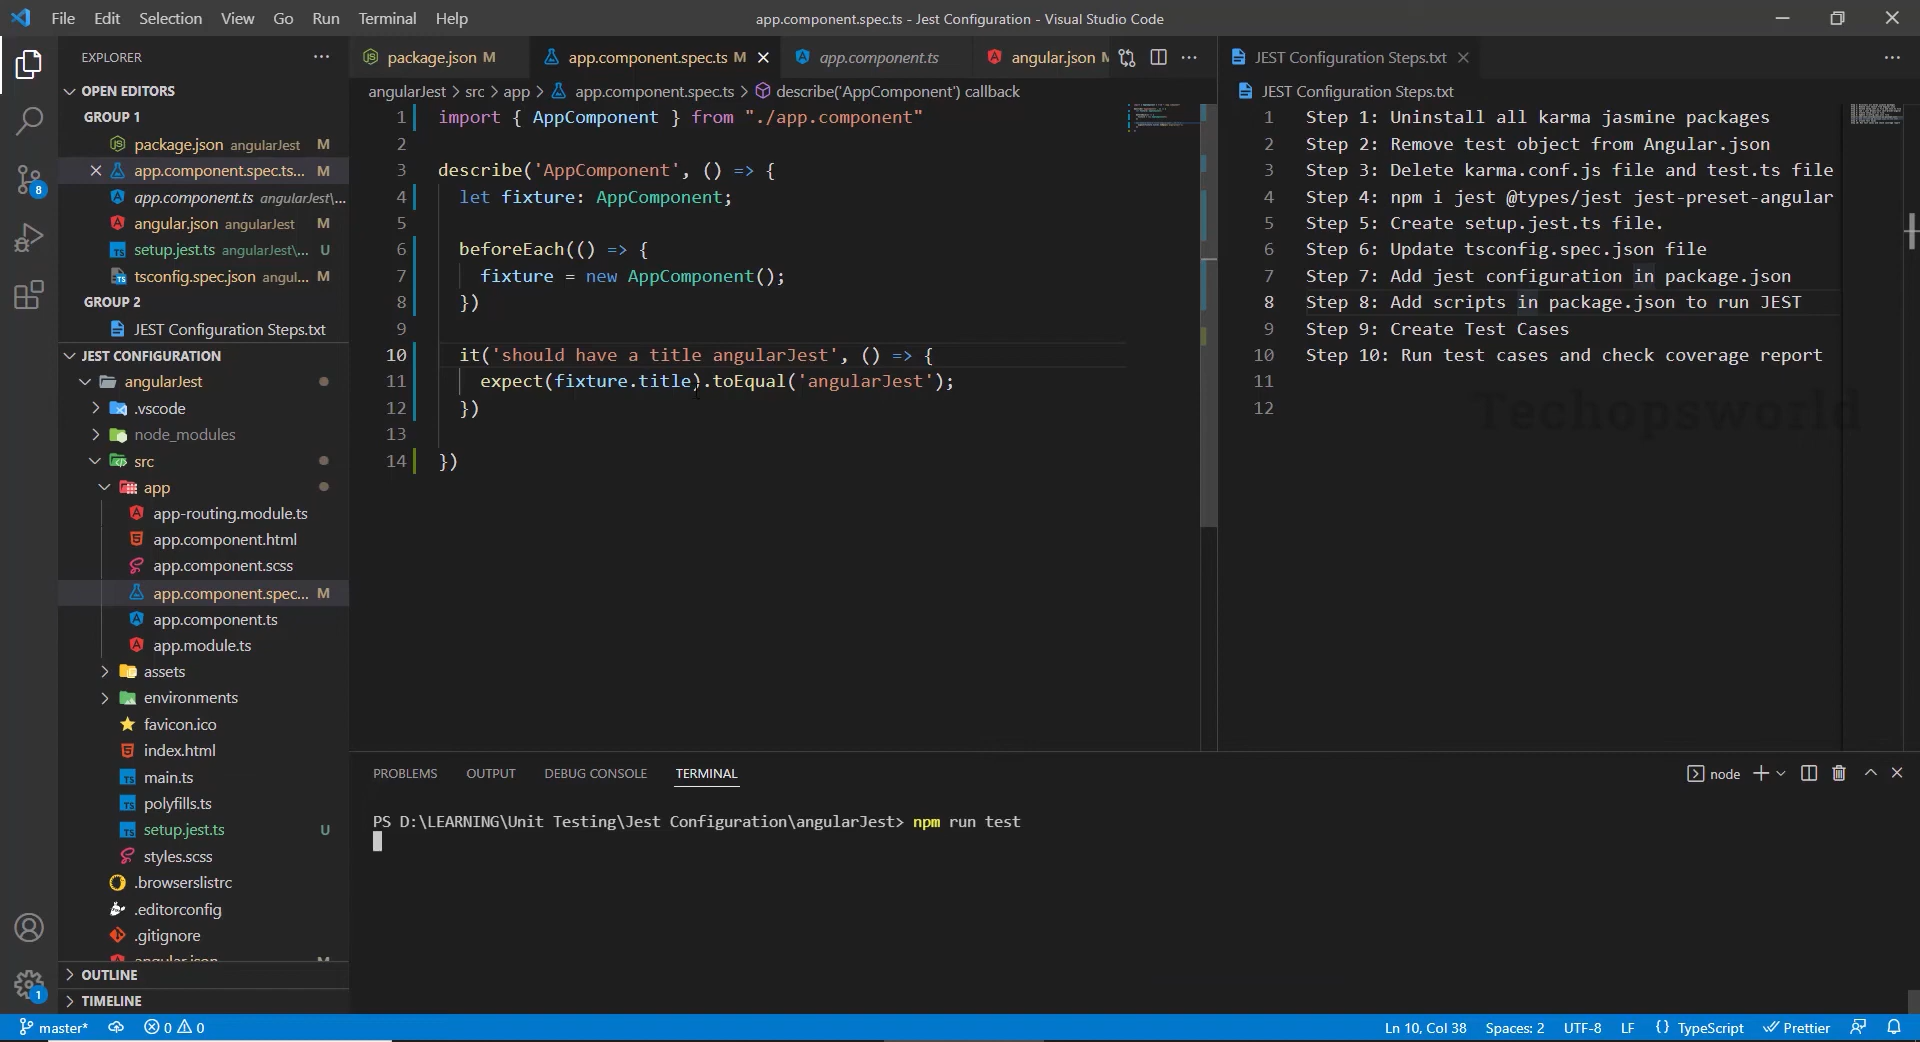 File Edit Selection View Go Run Terminal Help
app.component.spec.ts - Jest Configuration - Visual Studio Code
EXPLORER
OPEN EDITORS
GROUP 1
package.json angularJest M
app.component.spec.ts... M
app.component.ts angularJest\...
angular.json angularJest M
setup.jest.ts angularJest\... U
tsconfig.spec.json angul... M
GROUP 2
JEST Configuration Steps.txt
JEST CONFIGURATION
angularJest
.vscode
node_modules
src
app
app-routing.module.ts
app.component.html
app.component.scss
app.component.spec... M
app.component.ts
app.module.ts
assets
environments
favicon.ico
index.html
main.ts
polyfills.ts
setup.jest.ts U
styles.scss
.browserslistrc
.editorconfig
.gitignore
angular.json M
OUTLINE
TIMELINE
8
1
package.json M
app.component.spec.ts M
app.component.ts
angular.json M
angularJest > src > app > app.component.spec.ts > describe('AppComponent') callback
1 import { AppComponent } from "./app.component"
2
3 describe('AppComponent', () => {
4 let fixture: AppComponent;
5
6 beforeEach(() => {
7 fixture = new AppComponent();
8 })
9
10 it('should have a title angularJest', () => {
11 expect(fixture.title).toEqual('angularJest');
12 })
13
14 })
JEST Configuration Steps.txt
JEST Configuration Steps.txt
1 Step 1: Uninstall all karma jasmine packages
2 Step 2: Remove test object from Angular.json
3 Step 3: Delete karma.conf.js file and test.ts file
4 Step 4: npm i jest @types/jest jest-preset-angular
5 Step 5: Create setup.jest.ts file.
6 Step 6: Update tsconfig.spec.json file
7 Step 7: Add jest configuration in package.json
8 Step 8: Add scripts in package.json to run JEST
9 Step 9: Create Test Cases
10 Step 10: Run test cases and check coverage report
11
12
Techopsworld
PROBLEMS OUTPUT DEBUG CONSOLE TERMINAL
node
PS D:\LEARNING\Unit Testing\Jest Configuration\angularJest> npm run test
master* 0 0
Ln 10, Col 38 Spaces: 2 UTF-8 LF { } TypeScript Prettier